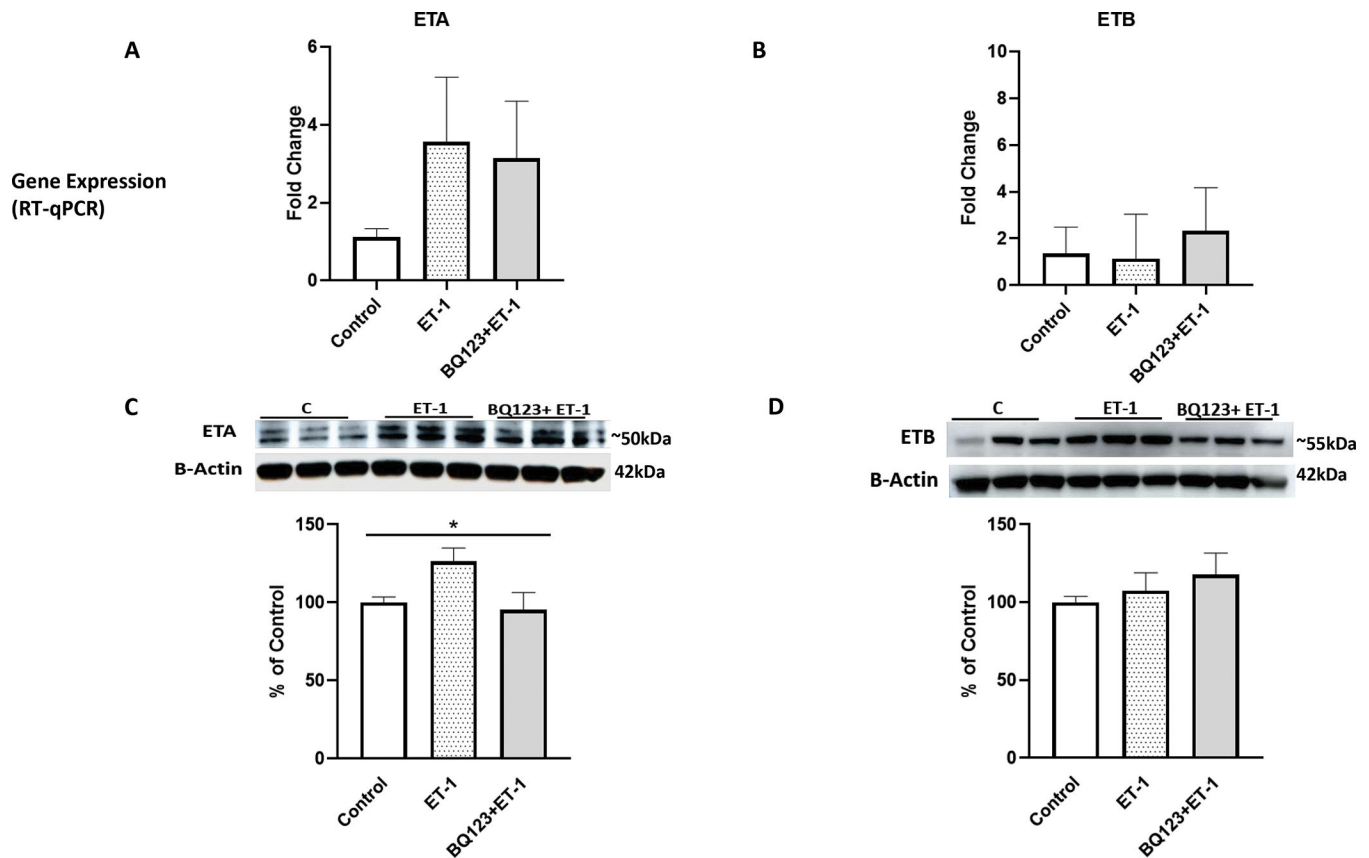 ETA
A
6
4
2
0
Fold Change
Control
ET-1
BQ123+ET-1
ETB
B
10
8
6
4
2
0
Fold Change
Control
ET-1
BQ123+ET-1
Gene Expression
(RT-qPCR)
C
C ET-1 BQ123+ ET-1
ETA ~50kDa
B-Actin 42kDa
150
100
50
0
% of Control
*
Control
ET-1
BQ123+ET-1
D
C ET-1 BQ123+ ET-1
ETB ~55kDa
B-Actin 42kDa
150
100
50
0
% of Control
Control
ET-1
BQ123+ET-1